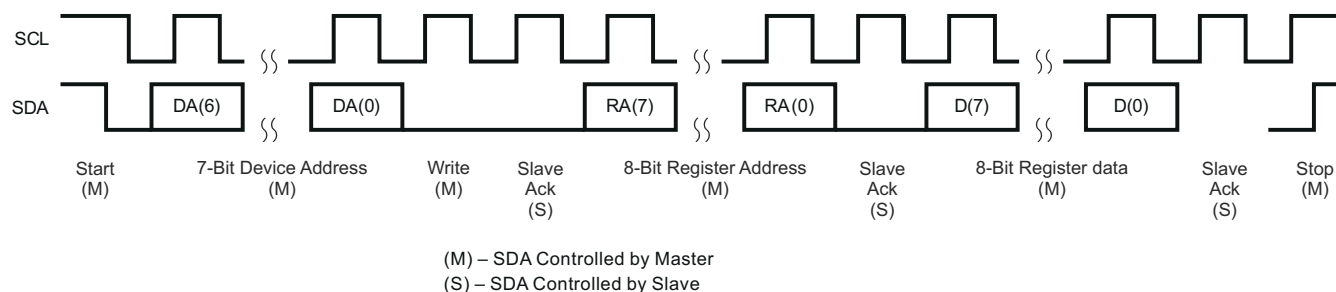 SCL
SDA
DA(6)
DA(0)
RA(7)
RA(0)
D(7)
D(0)
Start
(M)
7-Bit Device Address
(M)
Write
(M)
Slave
Ack
(S)
8-Bit Register Address
(M)
Slave
Ack
(S)
8-Bit Register data
(M)
Slave
Ack
(S)
Stop
(M)
(M) – SDA Controlled by Master
(S) – SDA Controlled by Slave